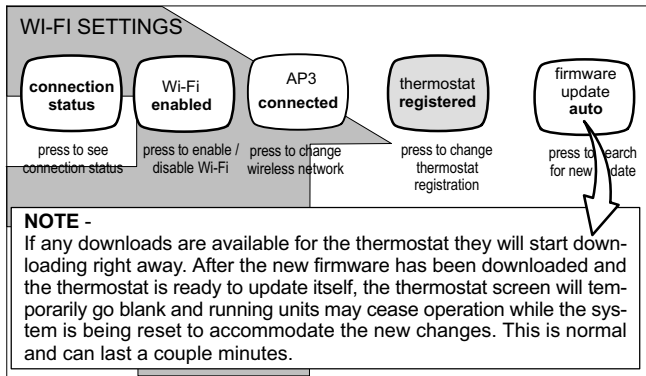 WI-FI SETTINGS
connection
status
Wi-Fi
enabled
AP3
connected
thermostat
registered
firmware
update
auto
press to see
connection status
press to enable /
disable Wi-Fi
press to change
wireless network
press to change
thermostat
registration
press to search
for new update
NOTE -
If any downloads are available for the thermostat they will start down-
loading right away. After the new firmware has been downloaded and
the thermostat is ready to update itself, the thermostat screen will tem-
porarily go blank and running units may cease operation while the sys-
tem is being reset to accommodate the new changes. This is normal
and can last a couple minutes.